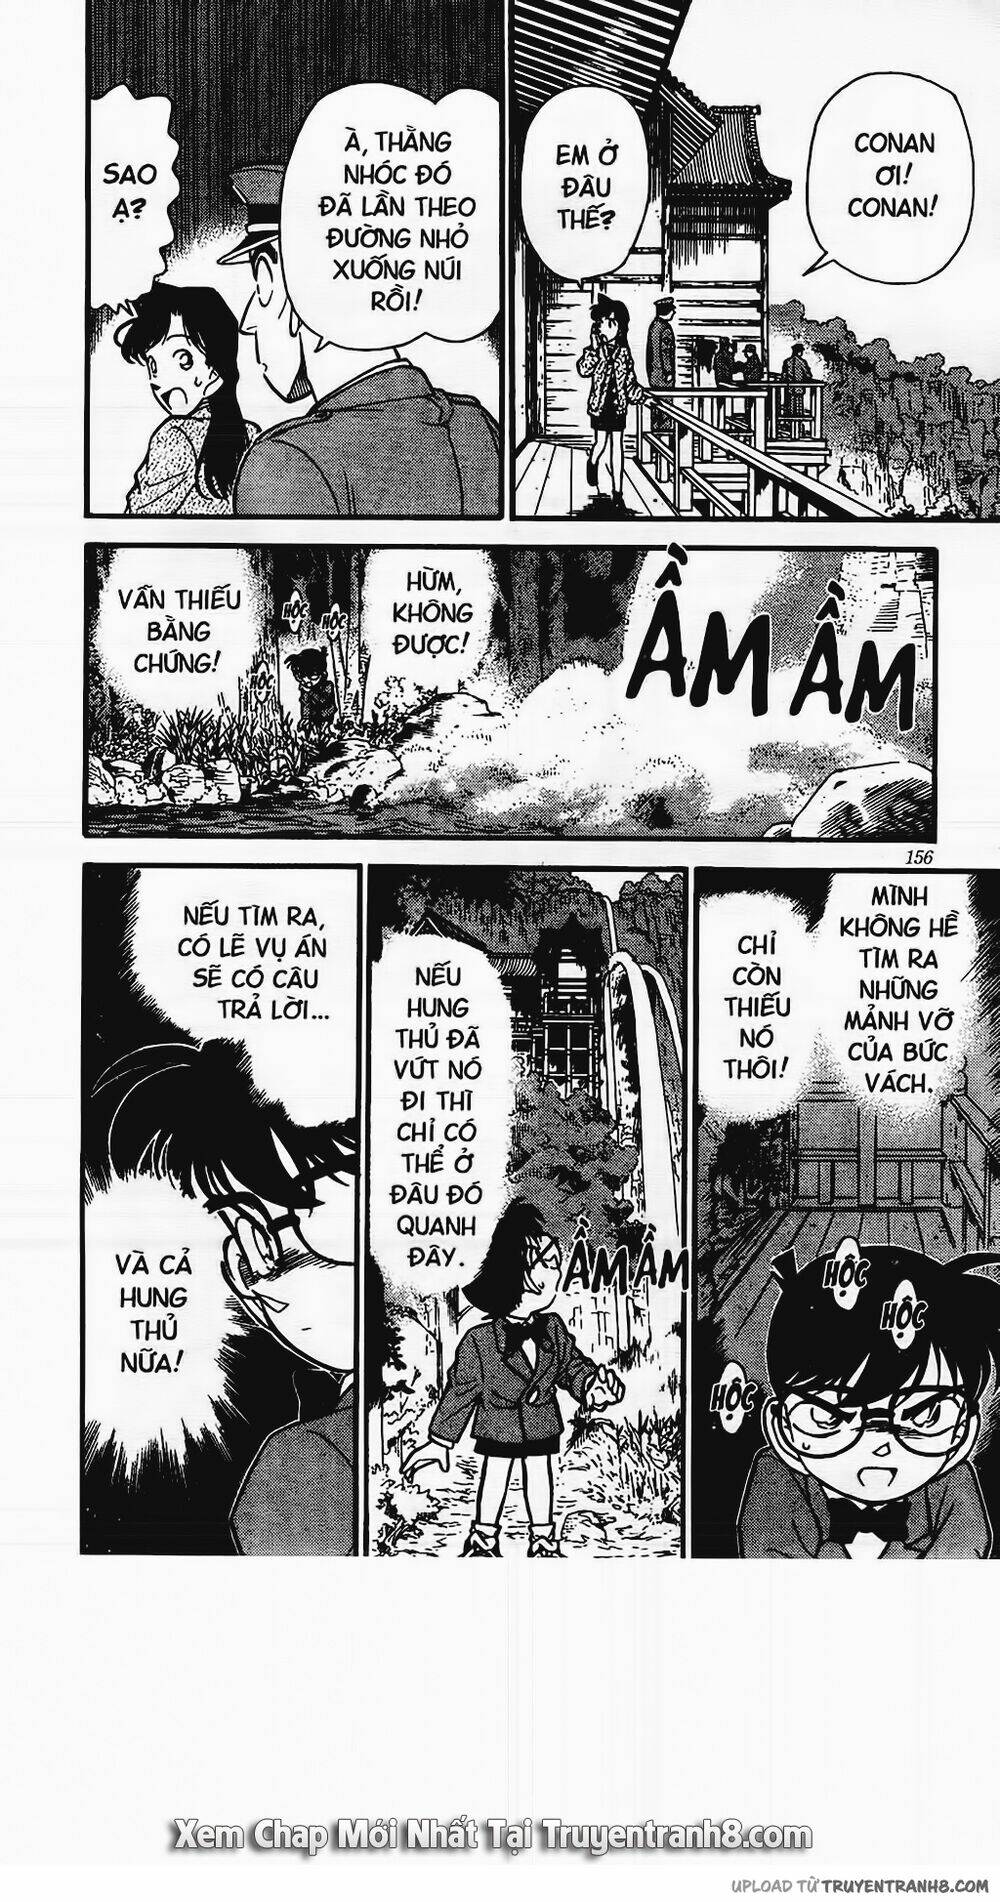 CONAN
ƠI!
CONAN!
EM Ở
ĐÂU
THẾ?
À, THẰNG
NHÓC ĐÓ
ĐÃ LẦN THEO
ĐƯỜNG NHỎ
XUỐNG NÚI
RỒI!
SAO
Ạ?
ẦM ẦM
HỪM,
KHÔNG
ĐƯỢC!
HỘC
HỘC
HỘC
VẪN THIẾU
BẰNG
CHỨNG!
156
MÌNH
KHÔNG HỀ
TÌM RA
NHỮNG
MẢNH VỠ
CỦA BỨC
VÁCH.
CHỈ
CÒN
THIẾU
NÓ
THÔI!
HỘC
HỘC
HỘC
NẾU
HUNG
THỦ ĐÃ
VỨT NÓ
ĐI THÌ
CHỈ CÓ
THỂ Ở
ĐÂU ĐÓ
QUANH
ĐÂY.
ẦM ẦM
NẾU TÌM RA,
CÓ LẼ VỤ ÁN
SẼ CÓ CÂU
TRẢ LỜI...
VÀ CẢ
HUNG
THỦ
NỮA!
Xem Chap Mới Nhất Tại Truyentranh8.com
UPLOAD TỪ TRUYENTRANH8.COM